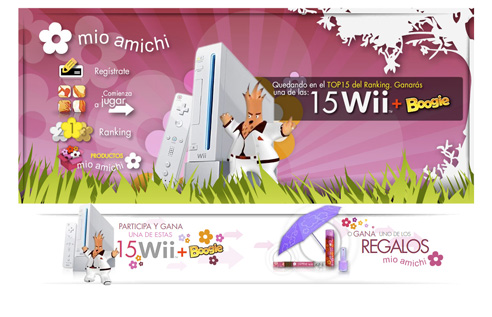 mio amichi
Regístrate
Comienza
a jugar
1
Ranking
PRODUCTOS
mio amichi
Quedando en el TOP15 del Ranking, Ganarás
una de las: 15 Wii + Boogie
Wii
PARTICIPA Y GANA
UNA DE ESTAS
15 Wii + Boogie
O GANA UNO DE LOS
REGALOS
mio amichi